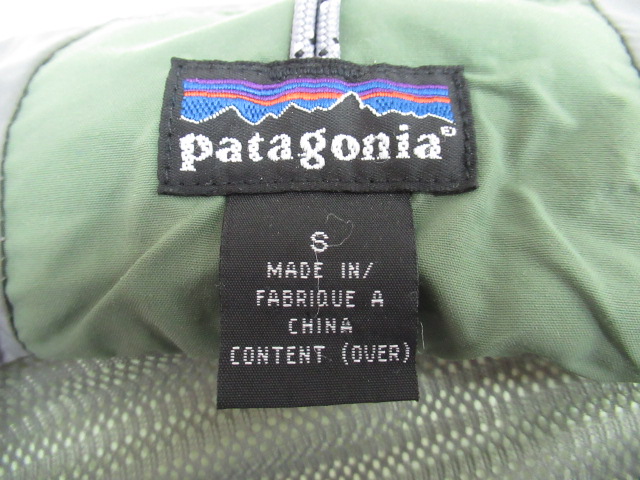 patagonia®
S
MADE IN/
FABRIQUE A
CHINA
CONTENT (OVER)